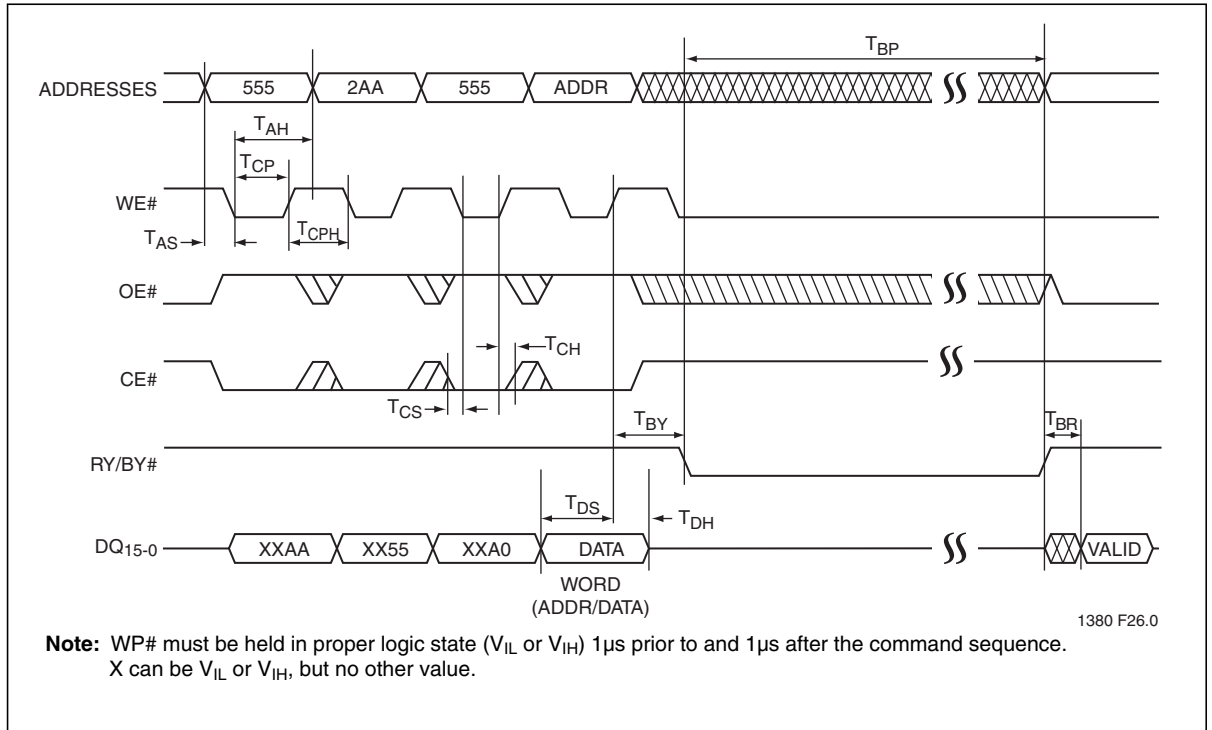 T_BP
ADDRESSES 555 2AA 555 ADDR
T_AH
T_CP
WE#
T_AS T_CPH
OE#
T_CH
CE#
T_CS
T_BY T_BR
RY/BY#
T_DS T_DH
DQ_15-0 XXAA XX55 XXA0 DATA VALID
WORD
(ADDR/DATA)
1380 F26.0
Note: WP# must be held in proper logic state (V_IL or V_IH) 1µs prior to and 1µs after the command sequence.
X can be V_IL or V_IH, but no other value.